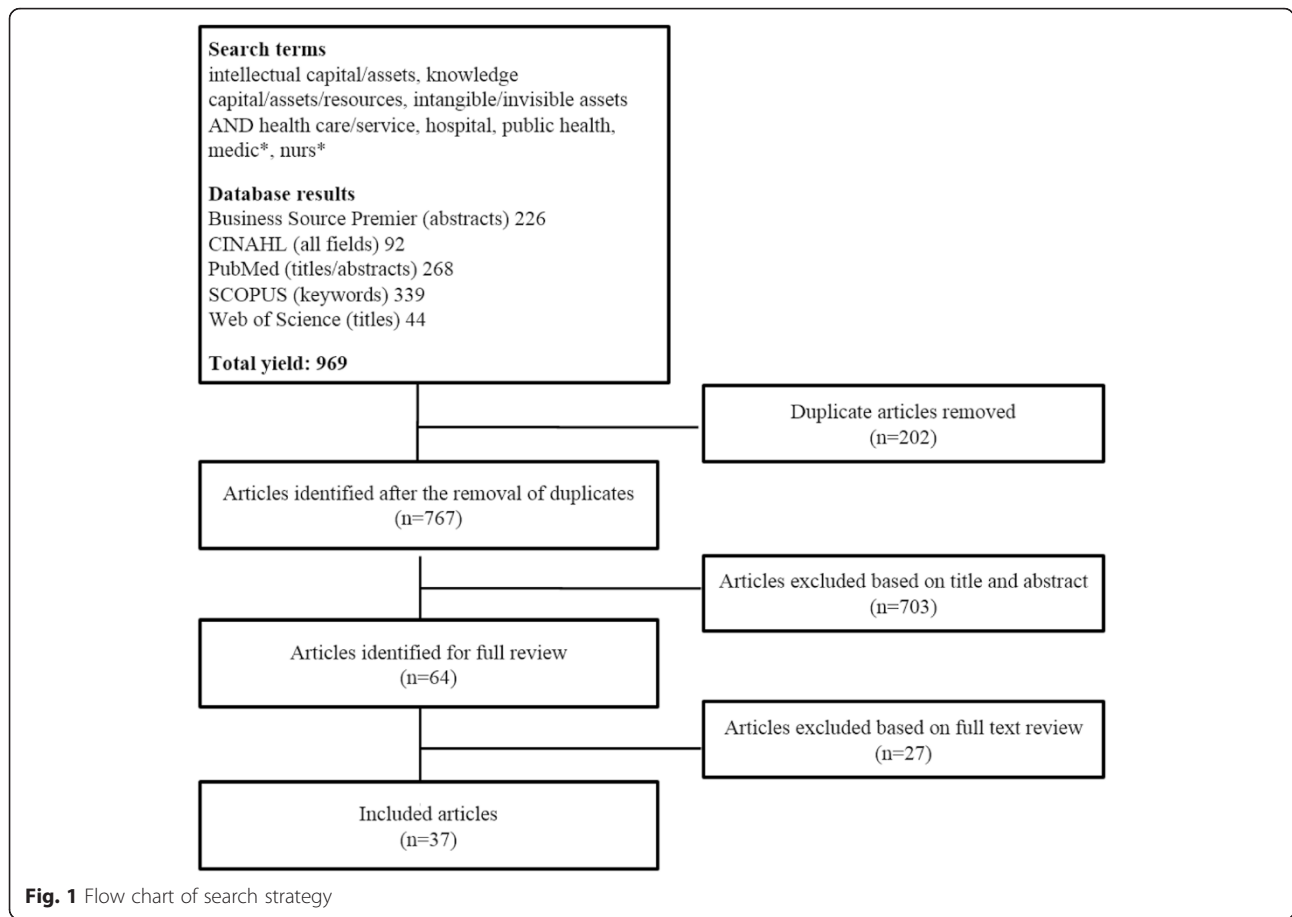 Search terms
intellectual capital/assets, knowledge
capital/assets/resources, intangible/invisible assets
AND health care/service, hospital, public health,
medic*, nurs*
Database results
Business Source Premier (abstracts) 226
CINAHL (all fields) 92
PubMed (titles/abstracts) 268
SCOPUS (keywords) 339
Web of Science (titles) 44
Total yield: 969
Duplicate articles removed
(n=202)
Articles identified after the removal of duplicates
(n=767)
Articles excluded based on title and abstract
(n=703)
Articles identified for full review
(n=64)
Articles excluded based on full text review
(n=27)
Included articles
(n=37)
Fig. 1 Flow chart of search strategy